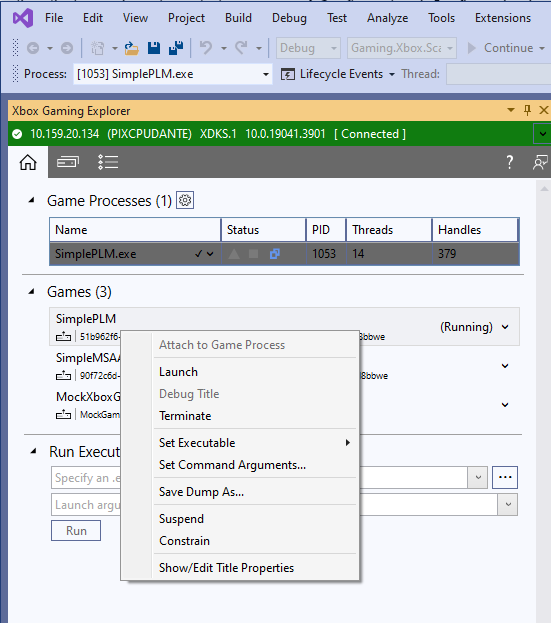 File Edit View Project Build Debug Test Analyze Tools Extensions
Debug Gaming.Xbox.Sca Continue
Process: [1053] SimplePLM.exe Lifecycle Events Thread:
Xbox Gaming Explorer
10.159.20.134 (PIXCPUDANTE) XDKS.1 10.0.19041.3901 [ Connected ]
?
Game Processes (1)
Name Status PID Threads Handles
SimplePLM.exe 1053 14 379
Games (3)
SimplePLM (Running)
51b962f6- 8bbwe
SimpleMSAA
90f72c6d- 8bbwe
MockXboxG
MockGam
Run Execut
Specify an .e
Launch argu
Run
Attach to Game Process
Launch
Debug Title
Terminate
Set Executable
Set Command Arguments...
Save Dump As...
Suspend
Constrain
Show/Edit Title Properties